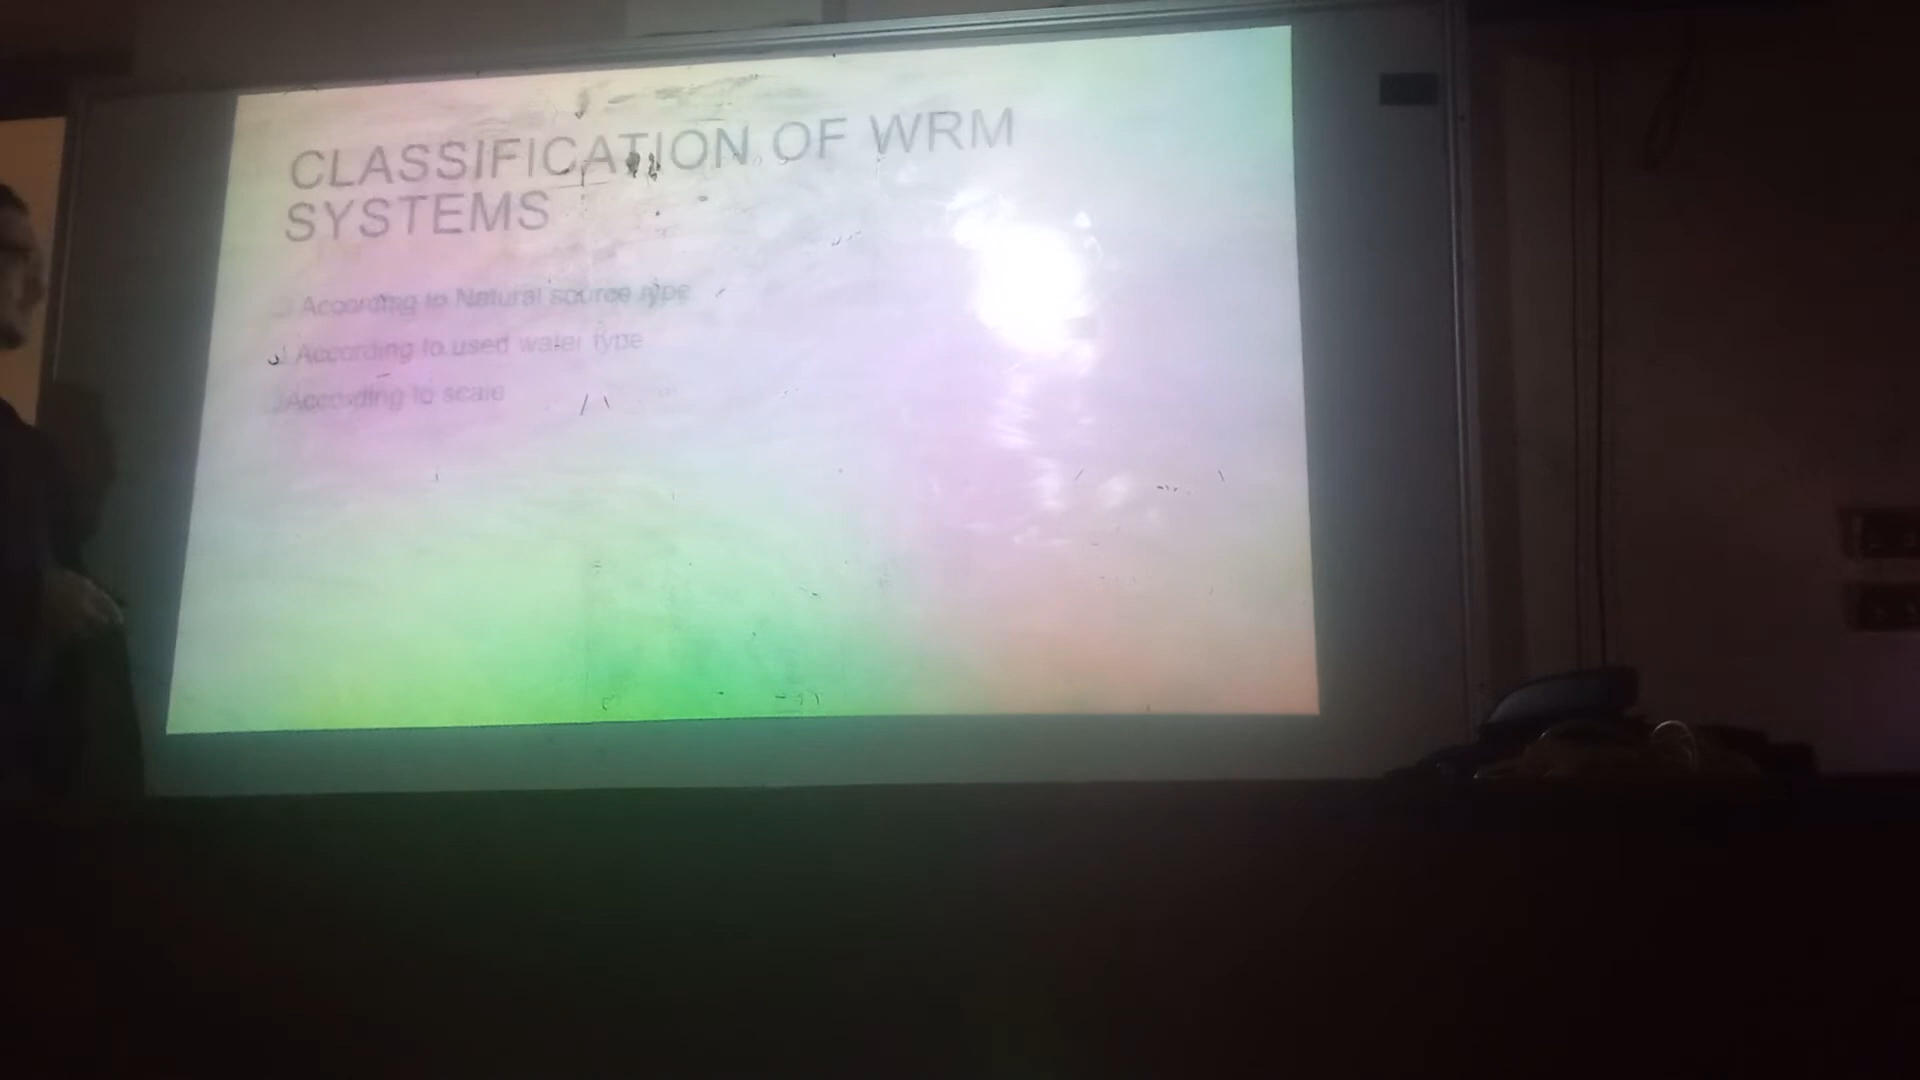 CLASSIFICATION OF WRM
SYSTEMS
According to Natural source type
According to used water type
According to scale